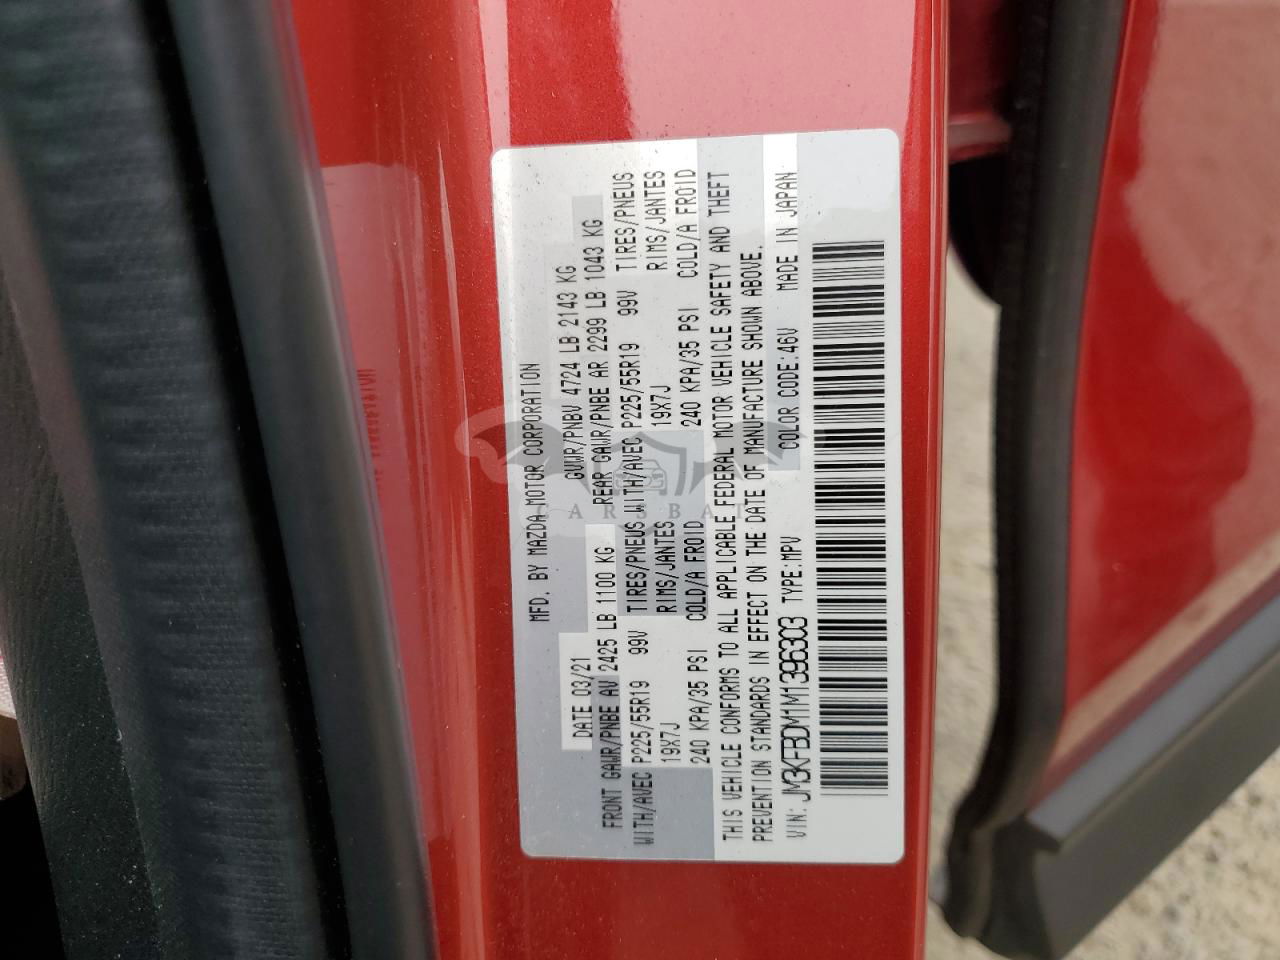 MFD. BY MAZDA MOTOR CORPORATION
DATE 03/21 GVWR/PNBV 4724 LB 2143 KG
FRONT GAWR/PNBE AV 2425 LB 1100 KG REAR GAWR/PNBE AR 2299 LB 1043 KG
WITH/AVEC P225/55R19 99V TIRES/PNEUS WITH/AVEC P225/55R19 99V TIRES/PNEUS
19X7J RIMS/JANTES 19X7J RIMS/JANTES
240 KPA/35 PSI COLD/A FROID 240 KPA/35 PSI COLD/A FROID
THIS VEHICLE CONFORMS TO ALL APPLICABLE FEDERAL MOTOR VEHICLE SAFETY AND THEFT
PREVENTION STANDARDS IN EFFECT ON THE DATE OF MANUFACTURE SHOWN ABOVE.
VIN: JM3KFBDM1M1396303 TYPE:MPV COLOR CODE:46V MADE IN JAPAN
CARSBAT